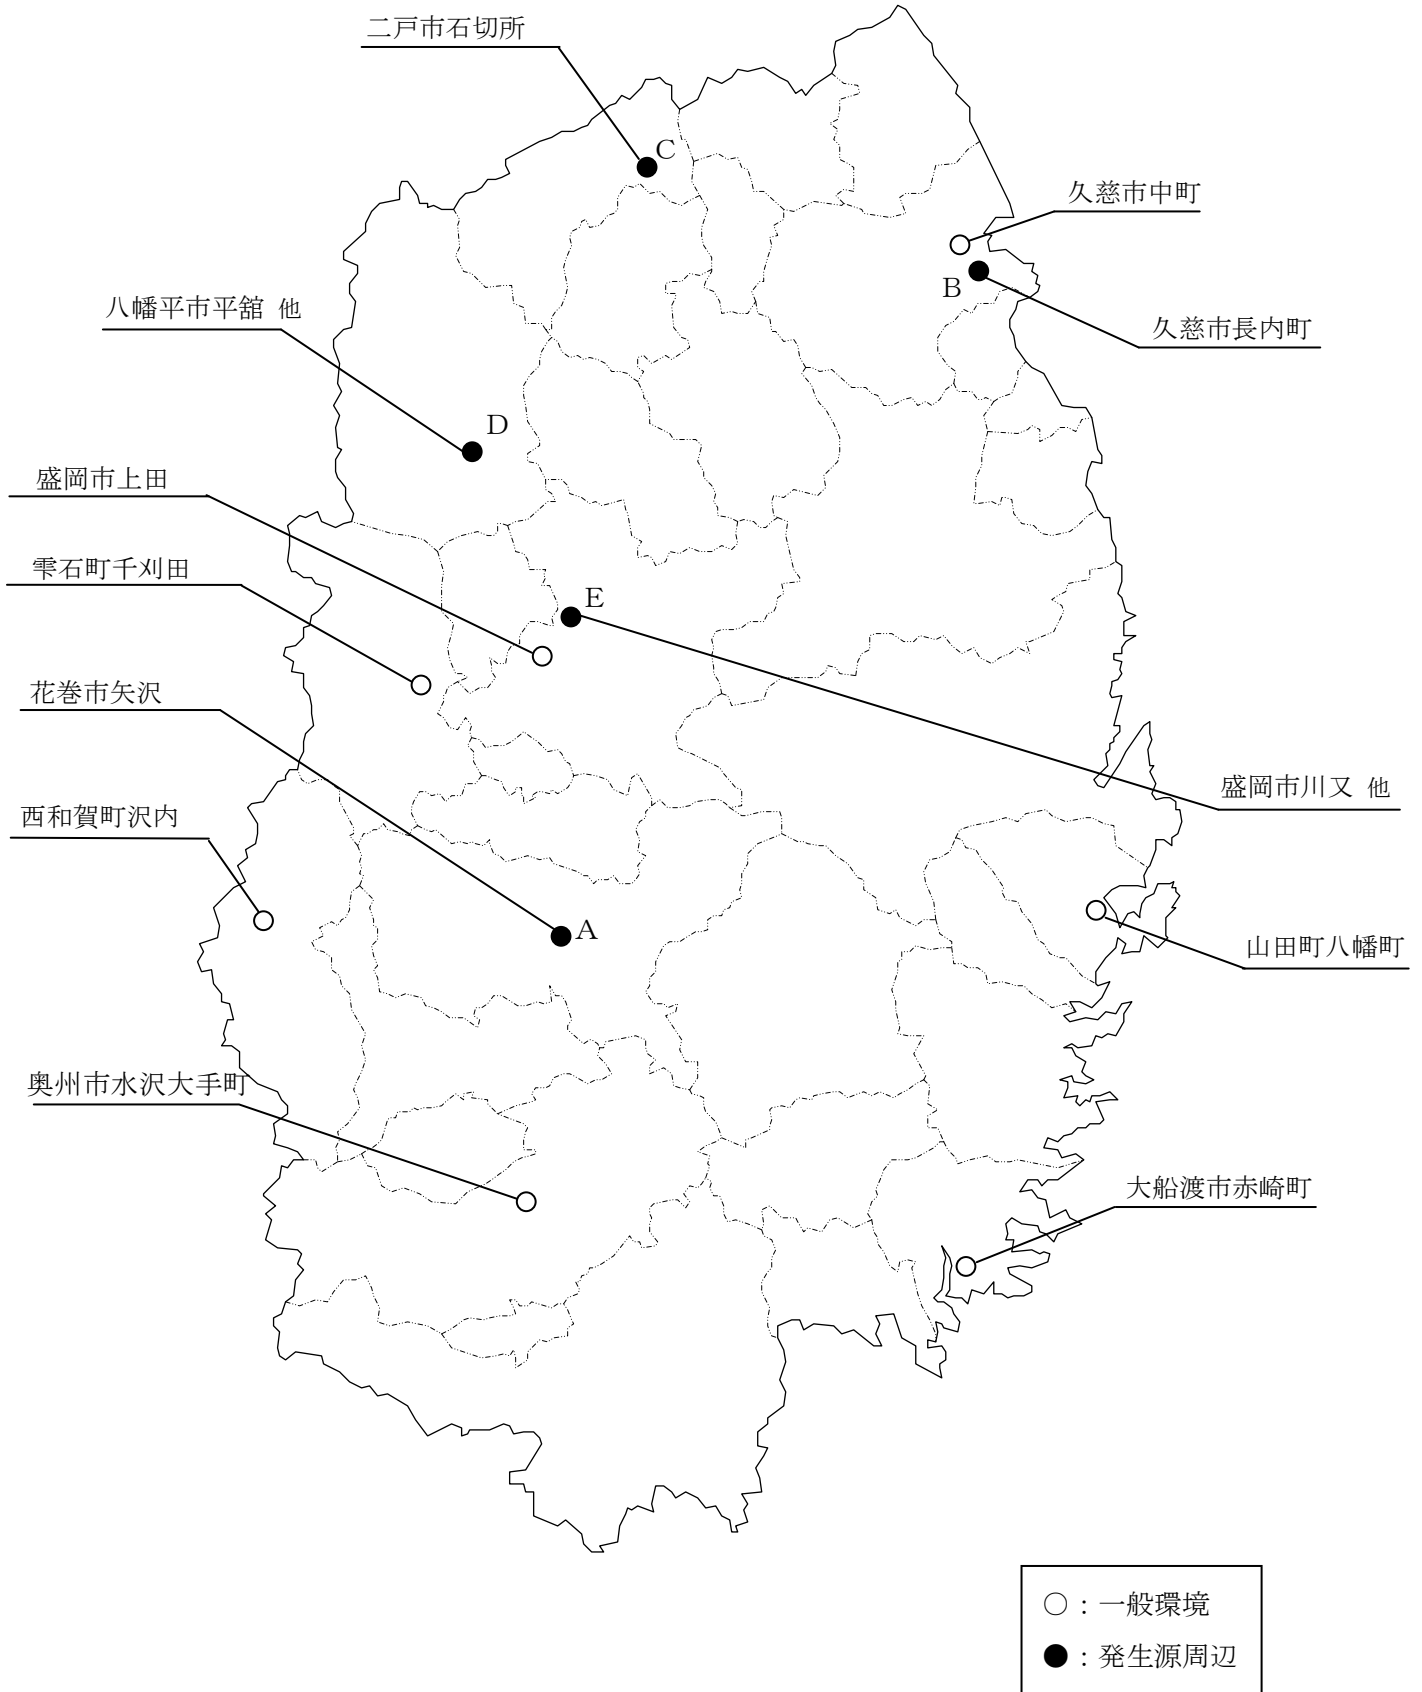 二戸市石切所
C
久慈市中町
B
八幡平市平舘 他
久慈市長内町
D
盛岡市上田
雫石町千刈田
E
花巻市矢沢
盛岡市川又 他
西和賀町沢内
A
山田町八幡町
奥州市水沢大手町
大船渡市赤崎町
○：一般環境
●：発生源周辺